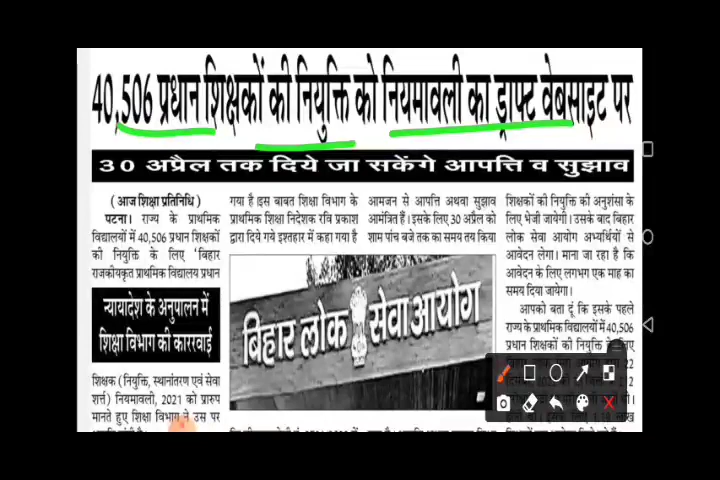 40,506 प्रधान शिक्षकों की नियुक्ति को नियमावली का ड्राफ्ट वेबसाइट पर
30 अप्रैल तक दिये जा सकेंगे आपत्ति व सुझाव
( आज शिक्षा प्रतिनिधि )
पटना। राज्य के प्राथमिक
विद्यालयों में 40,506 प्रधान शिक्षकों
की नियुक्ति के लिए 'बिहार
राजकीयकृत प्राथमिक विद्यालय प्रधान
न्यायादेश के अनुपालन में
शिक्षा विभाग की काररवाई
शिक्षक (नियुक्ति, स्थानांतरण एवं सेवा
शर्त्त) नियमावली, 2021 को प्रारुप
मानते हुए शिक्षा विभाग ने उस पर
गया है।इस बाबत शिक्षा विभाग के
प्राथमिक शिक्षा निदेशक रवि प्रकाश
द्वारा दिये गये इश्तहार में कहा गया है
आमजन से आपत्ति अथवा सुझाव
आमंत्रित हैं। इसके लिए 30 अप्रैल को
शाम पांच बजे तक का समय तय किया
बिहार लोक सेवा आयोग
शिक्षकों की नियुक्ति की अनुशंसा के
लिए भेजी जायेगी। उसके बाद बिहार
लोक सेवा आयोग अभ्यर्थियों से
आवेदन लेगा। माना जा रहा है कि
आवेदन के लिए लगभग एक माह का
समय दिया जायेगा।
आपको बता दूं कि इसके पहले
राज्य के प्राथमिक विद्यालयों में 40,506
प्रधान शिक्षकों की नियुक्ति के